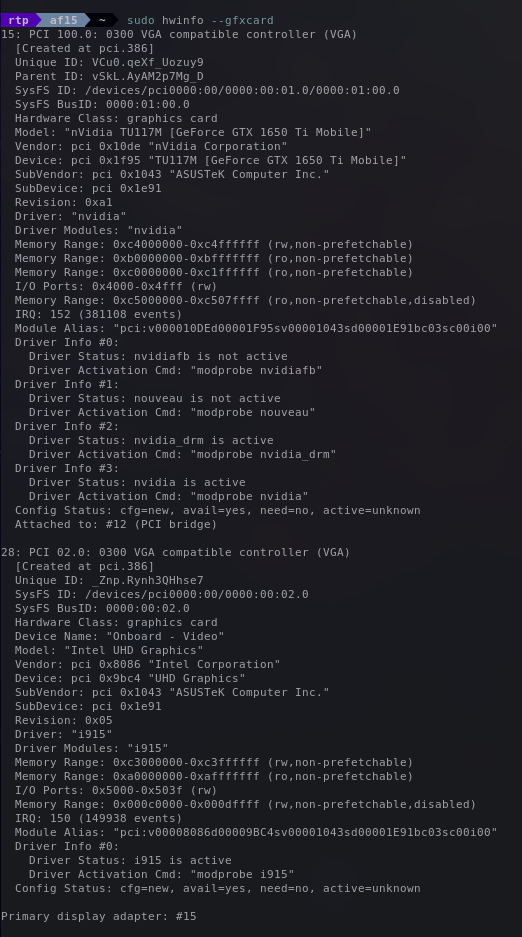 rtp af15 ~ sudo hwinfo --gfxcard
15: PCI 100.0: 0300 VGA compatible controller (VGA)
  [Created at pci.386]
  Unique ID: VCu0.qeXf_Uozuy9
  Parent ID: vSkL.AyAM2p7Mg_D
  SysFS ID: /devices/pci0000:00/0000:00:01.0/0000:01:00.0
  SysFS BusID: 0000:01:00.0
  Hardware Class: graphics card
  Model: "nVidia TU117M [GeForce GTX 1650 Ti Mobile]"
  Vendor: pci 0x10de "nVidia Corporation"
  Device: pci 0x1f95 "TU117M [GeForce GTX 1650 Ti Mobile]"
  SubVendor: pci 0x1043 "ASUSTeK Computer Inc."
  SubDevice: pci 0x1e91
  Revision: 0xa1
  Driver: "nvidia"
  Driver Modules: "nvidia"
  Memory Range: 0xc4000000-0xc4ffffff (rw,non-prefetchable)
  Memory Range: 0xb0000000-0xbfffffff (ro,non-prefetchable)
  Memory Range: 0xc0000000-0xc1ffffff (ro,non-prefetchable)
  I/O Ports: 0x4000-0x4fff (rw)
  Memory Range: 0xc5000000-0xc507ffff (ro,non-prefetchable,disabled)
  IRQ: 152 (381108 events)
  Module Alias: "pci:v000010DEd00001F95sv00001043sd00001E91bc03sc00i00"
  Driver Info #0:
    Driver Status: nvidiafb is not active
    Driver Activation Cmd: "modprobe nvidiafb"
  Driver Info #1:
    Driver Status: nouveau is not active
    Driver Activation Cmd: "modprobe nouveau"
  Driver Info #2:
    Driver Status: nvidia_drm is active
    Driver Activation Cmd: "modprobe nvidia_drm"
  Driver Info #3:
    Driver Status: nvidia is active
    Driver Activation Cmd: "modprobe nvidia"
  Config Status: cfg=new, avail=yes, need=no, active=unknown
  Attached to: #12 (PCI bridge)

28: PCI 02.0: 0300 VGA compatible controller (VGA)
  [Created at pci.386]
  Unique ID: _Znp.Rynh3QHhse7
  SysFS ID: /devices/pci0000:00/0000:00:02.0
  SysFS BusID: 0000:00:02.0
  Hardware Class: graphics card
  Device Name: "Onboard - Video"
  Model: "Intel UHD Graphics"
  Vendor: pci 0x8086 "Intel Corporation"
  Device: pci 0x9bc4 "UHD Graphics"
  SubVendor: pci 0x1043 "ASUSTeK Computer Inc."
  SubDevice: pci 0x1e91
  Revision: 0x05
  Driver: "i915"
  Driver Modules: "i915"
  Memory Range: 0xc3000000-0xc3ffffff (rw,non-prefetchable)
  Memory Range: 0xa0000000-0xafffffff (ro,non-prefetchable)
  I/O Ports: 0x5000-0x503f (rw)
  Memory Range: 0x000c0000-0x000dffff (rw,non-prefetchable,disabled)
  IRQ: 150 (149938 events)
  Module Alias: "pci:v00008086d00009BC4sv00001043sd00001E91bc03sc00i00"
  Driver Info #0:
    Driver Status: i915 is active
    Driver Activation Cmd: "modprobe i915"
  Config Status: cfg=new, avail=yes, need=no, active=unknown

Primary display adapter: #15